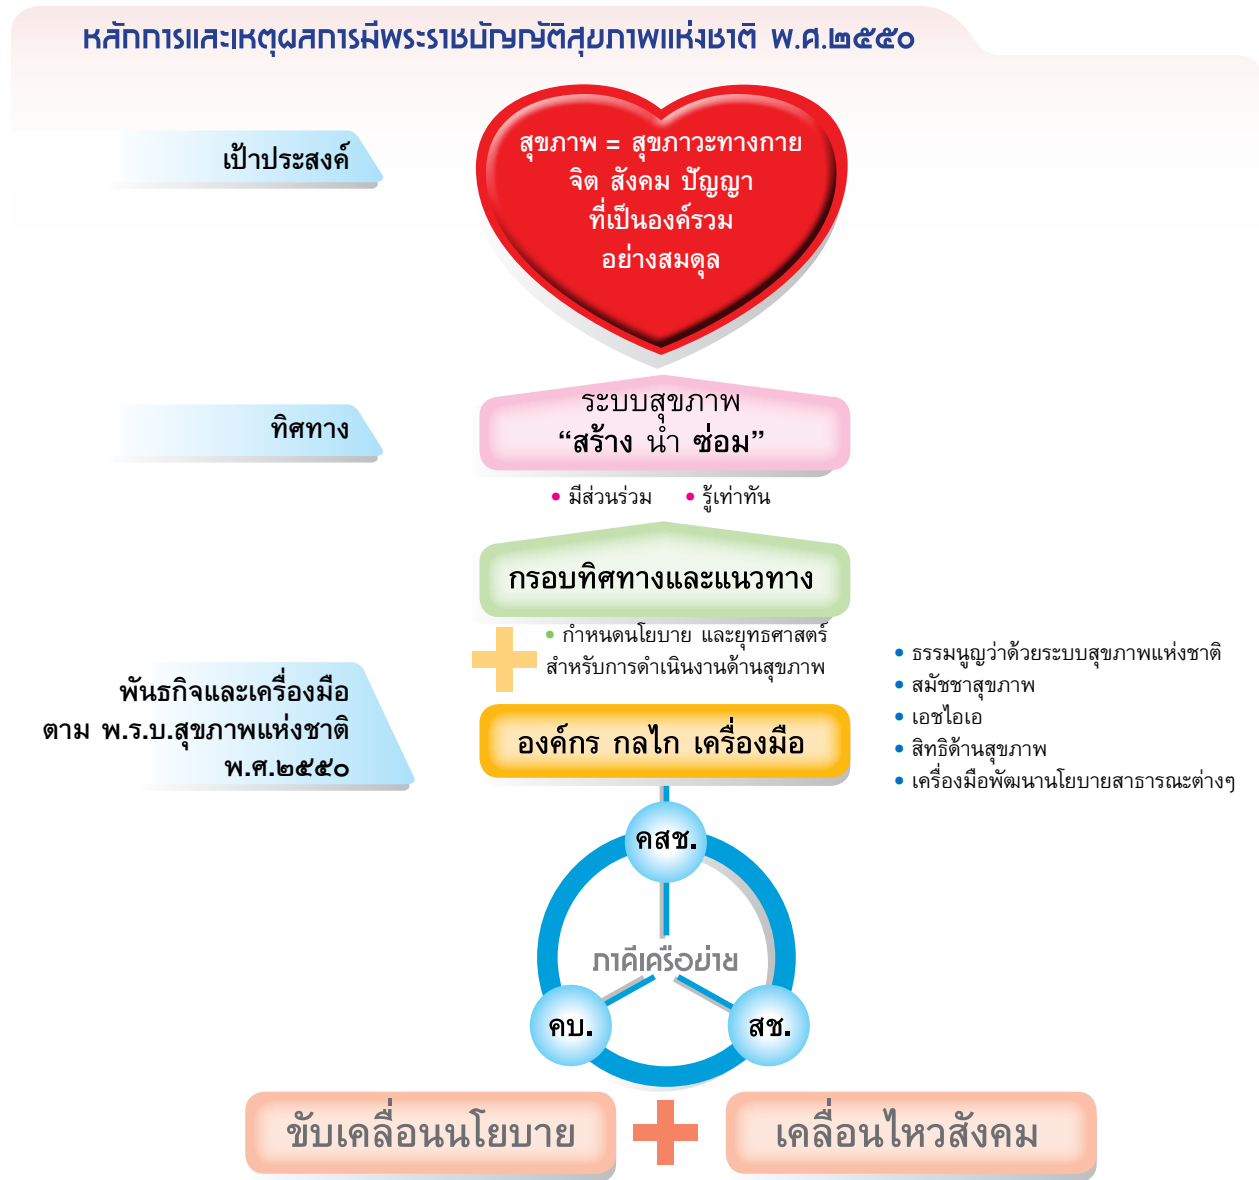 หลักการและเหตุผลการมีพระราชบัญญัติสุขภาพแห่งชาติ พ.ศ.๒๕๕๐
เป้าประสงค์
สุขภาพ = สุขภาวะทางกาย
จิต สังคม ปัญญา
ที่เป็นองค์รวม
อย่างสมดุล
ทิศทาง
ระบบสุขภาพ
“สร้าง นำ ซ่อม”
• มีส่วนร่วม • รู้เท่าทัน
กรอบทิศทางและแนวทาง
• กำหนดนโยบาย และยุทธศาสตร์
สำหรับการดำเนินงานด้านสุขภาพ
พันธกิจและเครื่องมือ
ตาม พ.ร.บ.สุขภาพแห่งชาติ
พ.ศ.๒๕๕๐
องค์กร กลไก เครื่องมือ
• ธรรมนูญว่าด้วยระบบสุขภาพแห่งชาติ
• สมัชชาสุขภาพ
• เอชไอเอ
• สิทธิด้านสุขภาพ
• เครื่องมือพัฒนานโยบายสาธารณะต่างๆ
คสช.
ภาคีเครือข่าย
คบ.
สช.
ขับเคลื่อนนโยบาย
เคลื่อนไหวสังคม